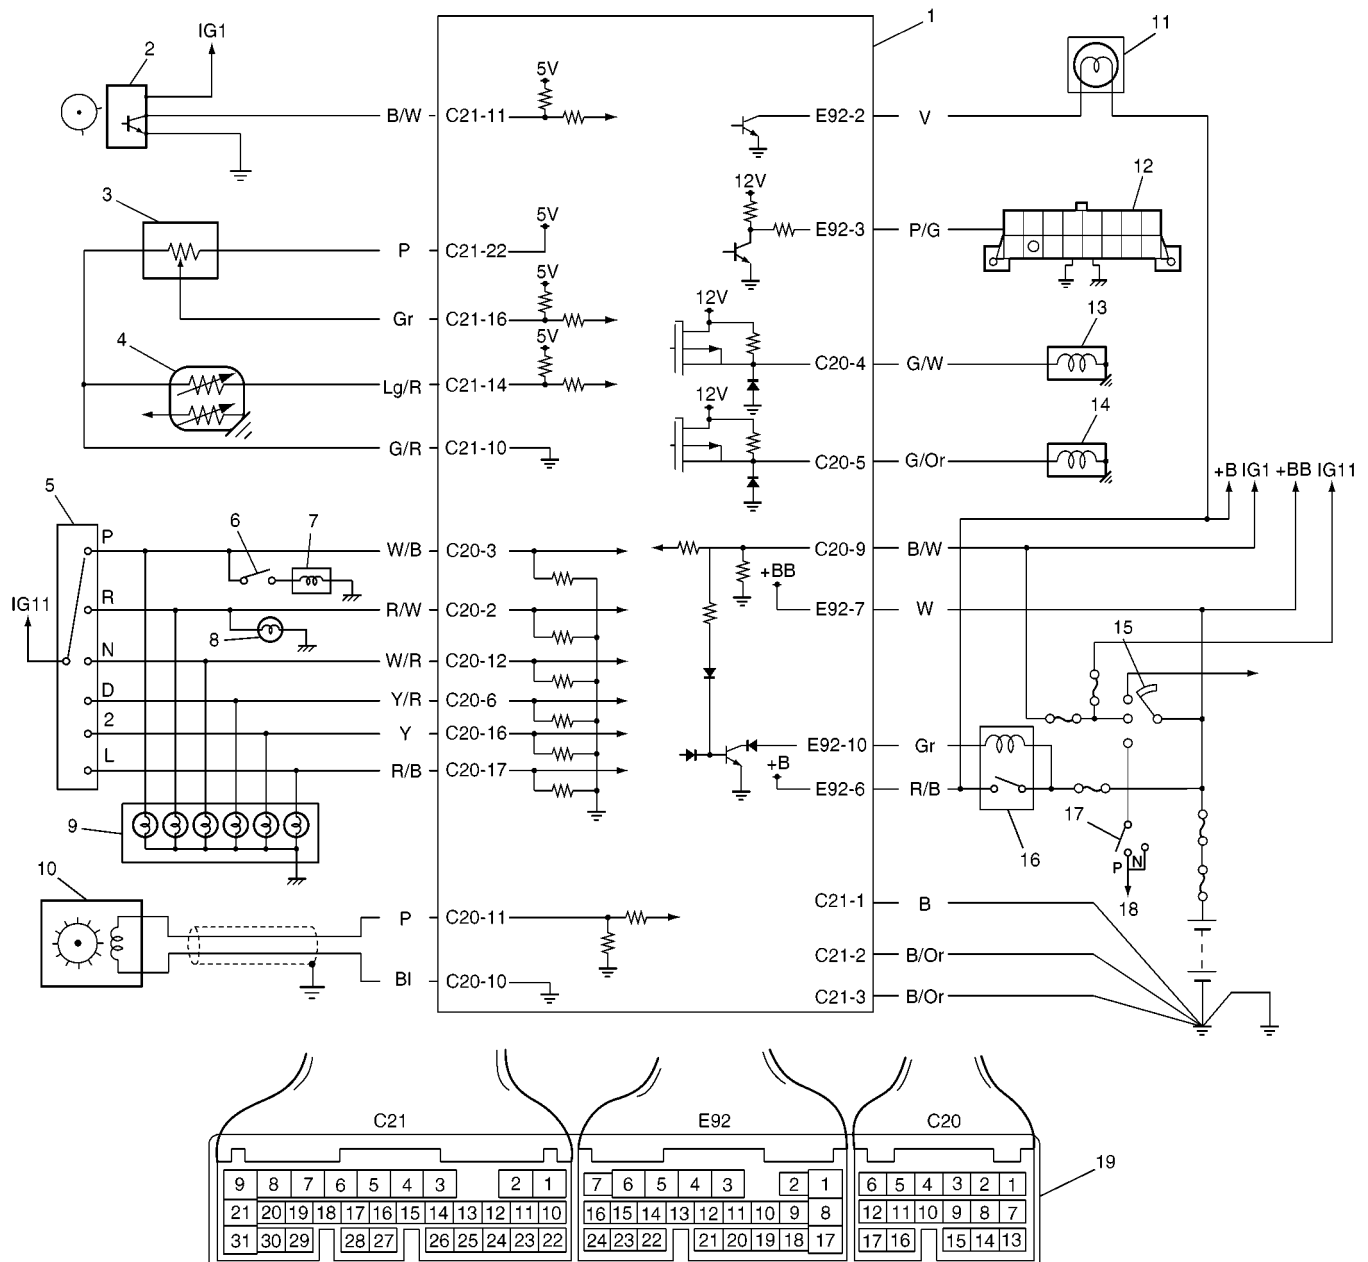 1
IG1
2
11
5V
B/W
C21-11
E92-2
V
12V
12
3
5V
E92-3
P/G
P
C21-22
5V
12V
13
Gr
C21-16
4
5V
C20-4
G/W
Lg/R
C21-14
12V
14
G/R
C21-10
C20-5
G/Or
+B IG1 +BB IG11
5
P
6
7
W/B
C20-3
C20-9
B/W
+BB
IG11
R
R/W
C20-2
E92-7
W
8
15
N
W/R
C20-12
D
Y/R
C20-6
2
Y
C20-16
E92-10
Gr
L
R/B
C20-17
+B
E92-6
R/B
9
17
16
P
N
18
10
C21-1
B
P
C20-11
C21-2
B/Or
Bl
C20-10
C21-3
B/Or
C21
E92
C20
19
9 8 7 6 5 4 3 2 1
7 6 5 4 3 2 1
6 5 4 3 2 1
21 20 19 18 17 16 15 14 13 12 11 10
16 15 14 13 12 11 10 9 8
12 11 10 9 8 7
31 30 29 28 27 26 25 24 23 22
24 23 22 21 20 19 18 17
17 16 15 14 13